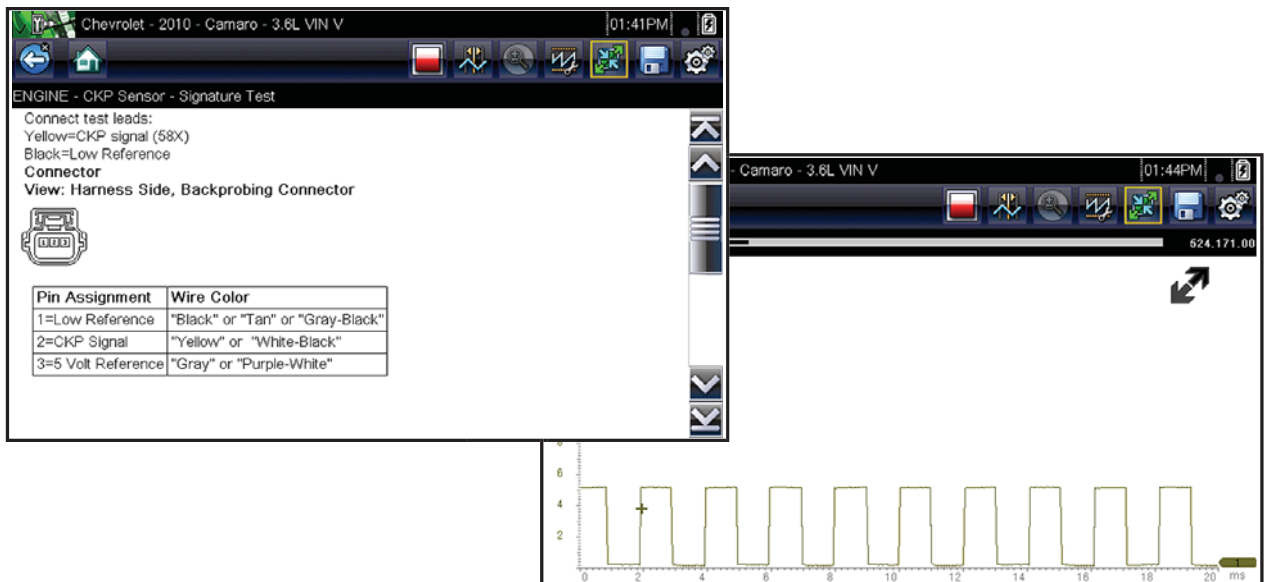 Chevrolet - 2010 - Camaro - 3.6L VIN V 01:41PM
ENGINE - CKP Sensor - Signature Test
Connect test leads:
Yellow=CKP signal (58X)
Black=Low Reference
Connector
View: Harness Side, Backprobing Connector
Pin Assignment Wire Color
1=Low Reference "Black" or "Tan" or "Gray-Black"
2=CKP Signal "Yellow" or "White-Black"
3=5 Volt Reference "Gray" or "Purple-White"
- Camaro - 3.6L VIN V 01:44PM
524.171.00
6
4
2
0 2 4 6 8 10 12 14 16 18 20 ms
1